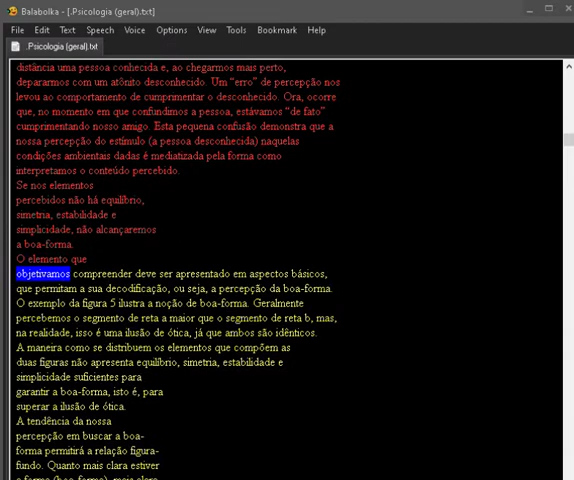 Balabolka - [.Psicologia (geral).txt]
File Edit Text Speech Voice Options View Tools Bookmark Help
.Psicologia (geral).txt
distância uma pessoa conhecida e, ao chegarmos mais perto,
depararmos com um atônito desconhecido. Um “erro” de percepção nos
levou ao comportamento de cumprimentar o desconhecido. Ora, ocorre
que, no momento em que confundimos a pessoa, estávamos “de fato”
cumprimentando nosso amigo. Esta pequena confusão demonstra que a
nossa percepção do estímulo (a pessoa desconhecida) naquelas
condições ambientais dadas é mediatizada pela forma como
interpretamos o conteúdo percebido.
Se nos elementos
percebidos não há equilíbrio,
simetria, estabilidade e
simplicidade, não alcançaremos
a boa-forma.
O elemento que
objetivamos compreender deve ser apresentado em aspectos básicos,
que permitam a sua decodificação, ou seja, a percepção da boa-forma.
O exemplo da figura 5 ilustra a noção de boa-forma. Geralmente
percebemos o segmento de reta a maior que o segmento de reta b, mas,
na realidade, isso é uma ilusão de ótica, já que ambos são idênticos.
A maneira como se distribuem os elementos que compõem as
duas figuras não apresenta equilíbrio, simetria, estabilidade e
simplicidade suficientes para
garantir a boa-forma, isto é, para
superar a ilusão de ótica.
A tendência da nossa
percepção em buscar a boa-
forma permitirá a relação figura-
fundo. Quanto mais clara estiver
a forma (boa-forma), mais clara